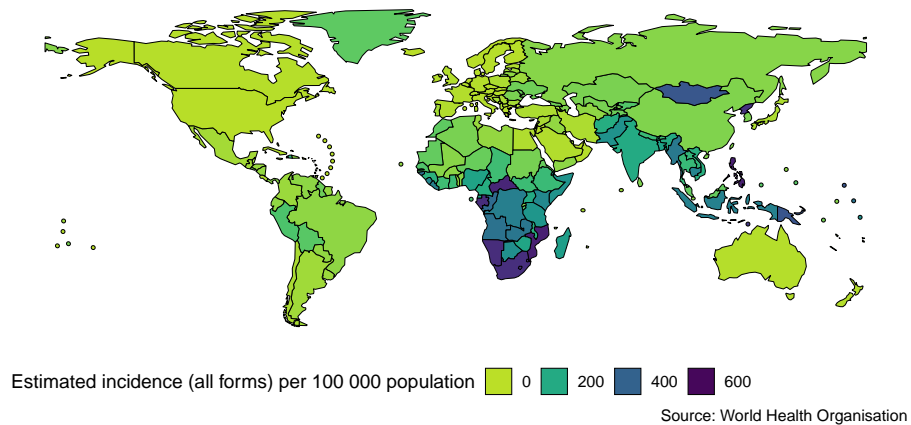 Estimated incidence (all forms) per 100 000 population 0 200 400 600
Source: World Health Organisation